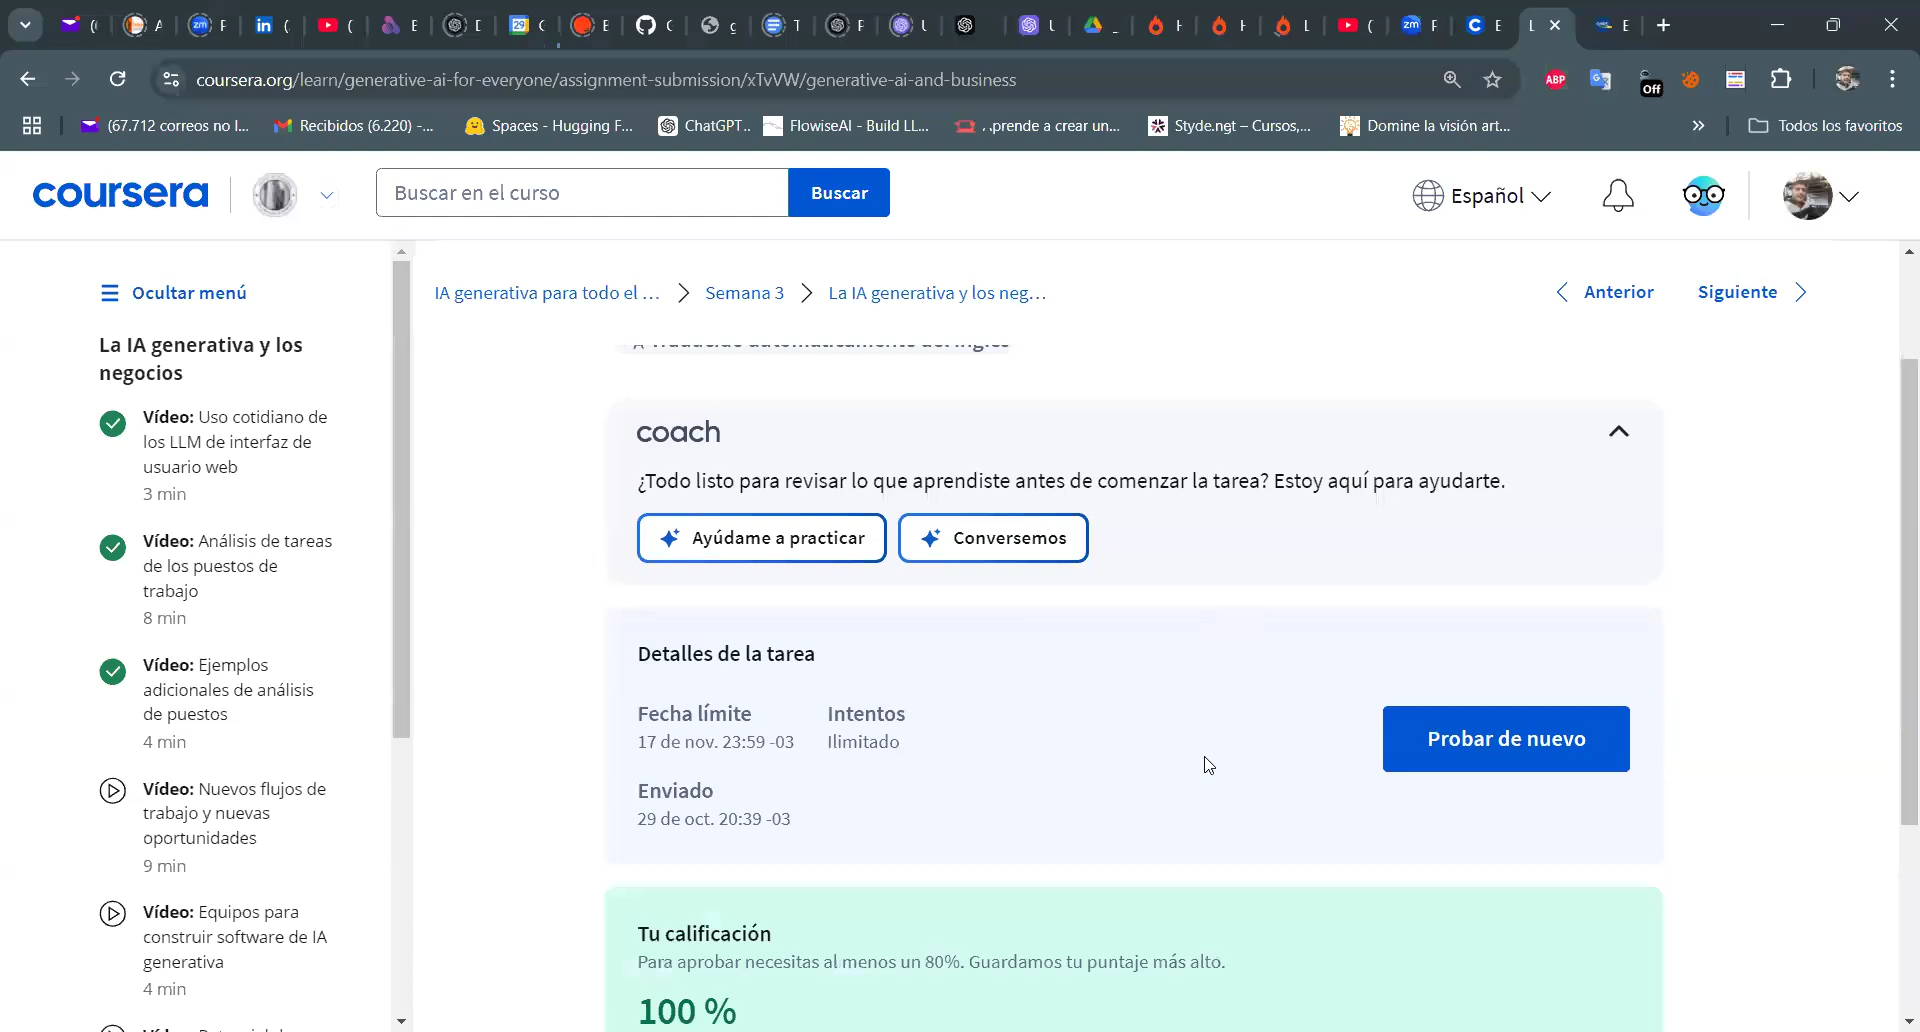 coursera.org/learn/generative-ai-for-everyone/assignment-submission/xTvVW/generative-ai-and-business
ABP
Off
(67.712 correos no l...
Recibidos (6.220) -...
Spaces - Hugging F...
ChatGPT...
FlowiseAI - Build LL...
prende a crear un...
Styde.net – Cursos,...
Domine la visión art...
Todos los favoritos
coursera
Buscar en el curso
Buscar
Español
Ocultar menú
IA generativa para todo el ...
Semana 3
La IA generativa y los neg...
Anterior
Siguiente
La IA generativa y los
negocios
Vídeo: Uso cotidiano de
los LLM de interfaz de
usuario web
3 min
Vídeo: Análisis de tareas
de los puestos de
trabajo
8 min
Vídeo: Ejemplos
adicionales de análisis
de puestos
4 min
Vídeo: Nuevos flujos de
trabajo y nuevas
oportunidades
9 min
Vídeo: Equipos para
construir software de IA
generativa
4 min
Traducido automáticamente del inglés
coach
¿Todo listo para revisar lo que aprendiste antes de comenzar la tarea? Estoy aquí para ayudarte.
Ayúdame a practicar
Conversemos
Detalles de la tarea
Fecha límite
17 de nov. 23:59 -03
Intentos
Ilimitado
Enviado
29 de oct. 20:39 -03
Probar de nuevo
Tu calificación
Para aprobar necesitas al menos un 80%. Guardamos tu puntaje más alto.
100 %